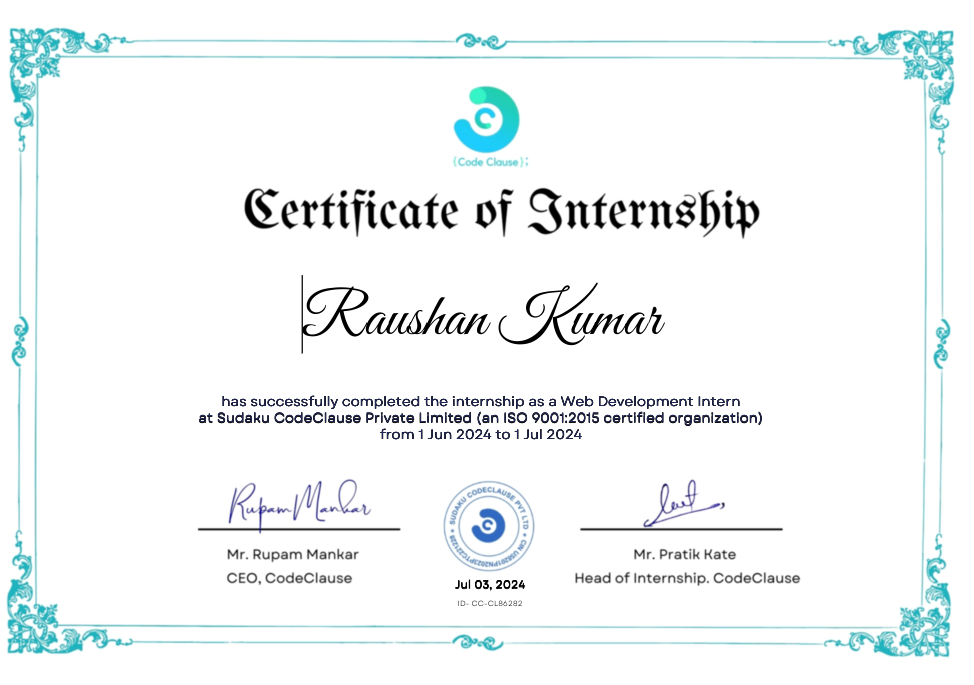 {Code Clause};
Certificate of Internship
Raushan Kumar
has successfully completed the internship as a Web Development Intern
at Sudaku CodeClause Private Limited (an ISO 9001:2015 certified organization)
from 1 Jun 2024 to 1 Jul 2024
Rupam Mankar
Mr. Rupam Mankar
CEO, CodeClause
SUDAKU CODECLAUSE PVT LTD
Jul 03, 2024
ID- CC-CL86282
Mr. Pratik Kate
Head of Internship. CodeClause